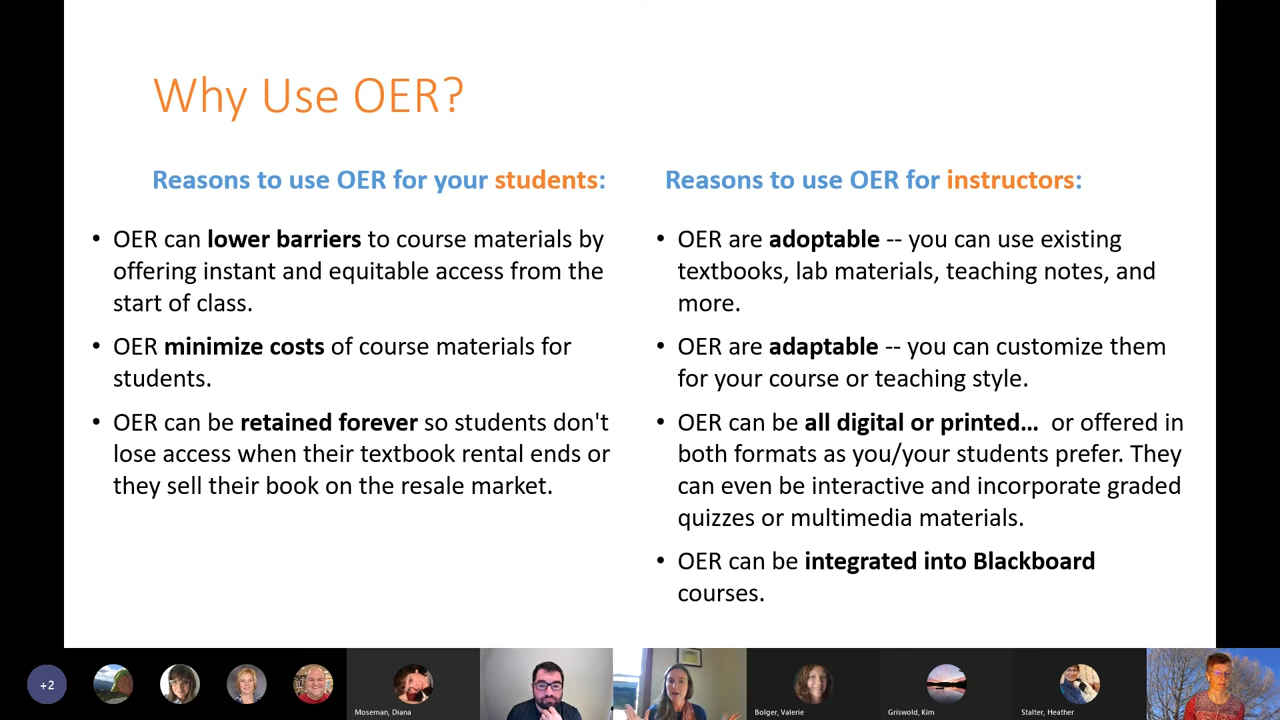 Why Use OER?
Reasons to use OER for your students:
• OER can lower barriers to course materials by
offering instant and equitable access from the
start of class.
• OER minimize costs of course materials for
students.
• OER can be retained forever so students don't
lose access when their textbook rental ends or
they sell their book on the resale market.
Reasons to use OER for instructors:
• OER are adoptable -- you can use existing
textbooks, lab materials, teaching notes, and
more.
• OER are adaptable -- you can customize them
for your course or teaching style.
• OER can be all digital or printed... or offered in
both formats as you/your students prefer. They
can even be interactive and incorporate graded
quizzes or multimedia materials.
• OER can be integrated into Blackboard
courses.
+2
Moseman, Diana
Bolger, Valerie
Griswold, Kim
Stalter, Heather